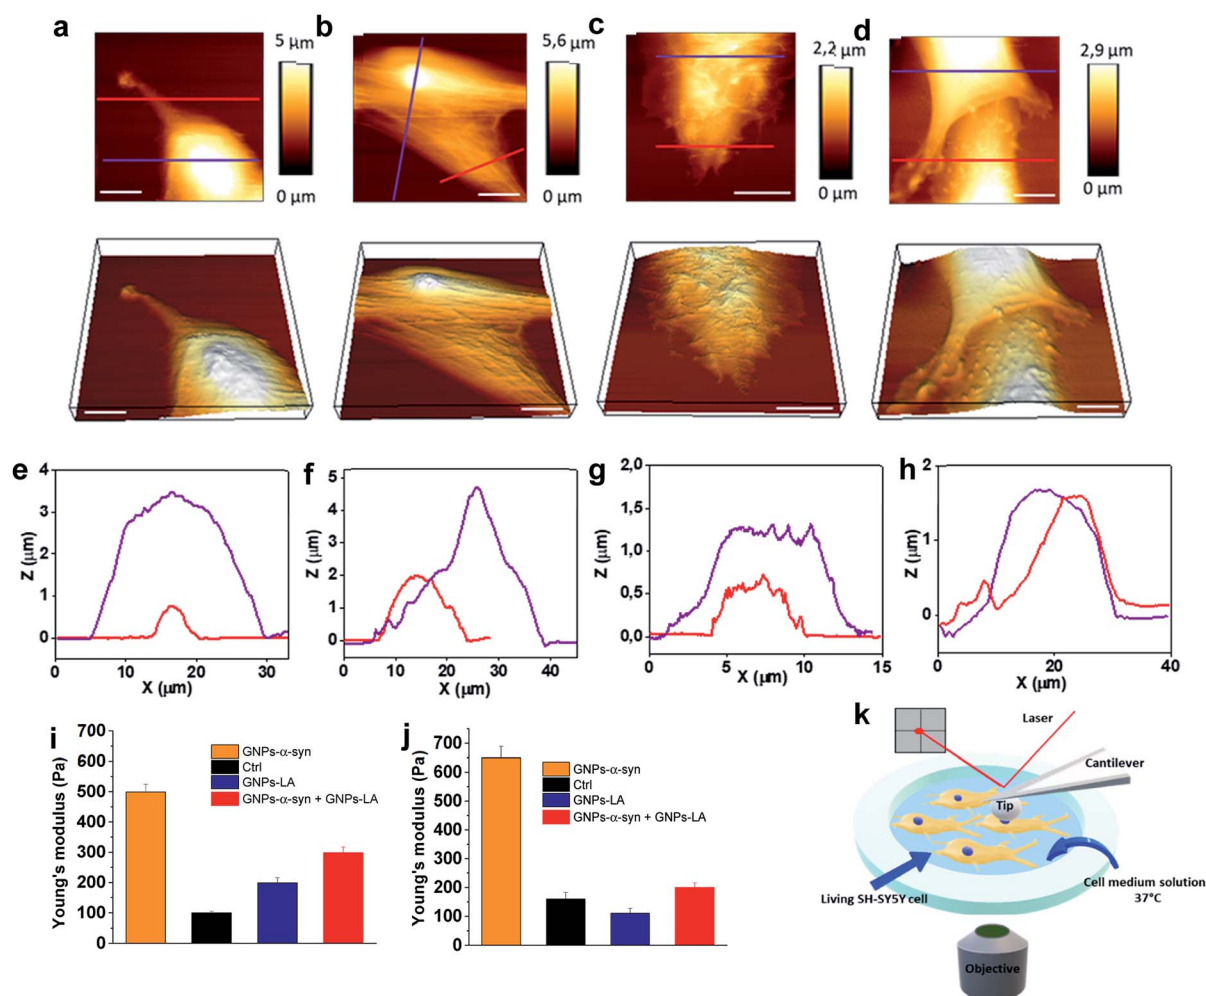 a
5 µm
0 µm
b
5,6 µm
0 µm
c
2,2 µm
0 µm
d
2,9 µm
0 µm
e
4
3
2
1
0
Z (µm)
0 10 20 30
X (µm)
f
5
4
3
2
1
0
Z (µm)
0 10 20 30 40
X (µm)
g
2,0
1,5
1,0
0,5
0,0
Z (µm)
0 5 10 15
X (µm)
h
2
1
0
Z (µm)
0 20 40
X (µm)
i
700
600
500
400
300
200
100
0
Young's modulus (Pa)
GNPs-α-syn
Ctrl
GNPs-LA
GNPs-α-syn + GNPs-LA
j
700
600
500
400
300
200
100
0
Young's modulus (Pa)
GNPs-α-syn
Ctrl
GNPs-LA
GNPs-α-syn + GNPs-LA
k
Laser
Cantilever
Tip
Living SH-SY5Y cell
Cell medium solution
37°C
Objective